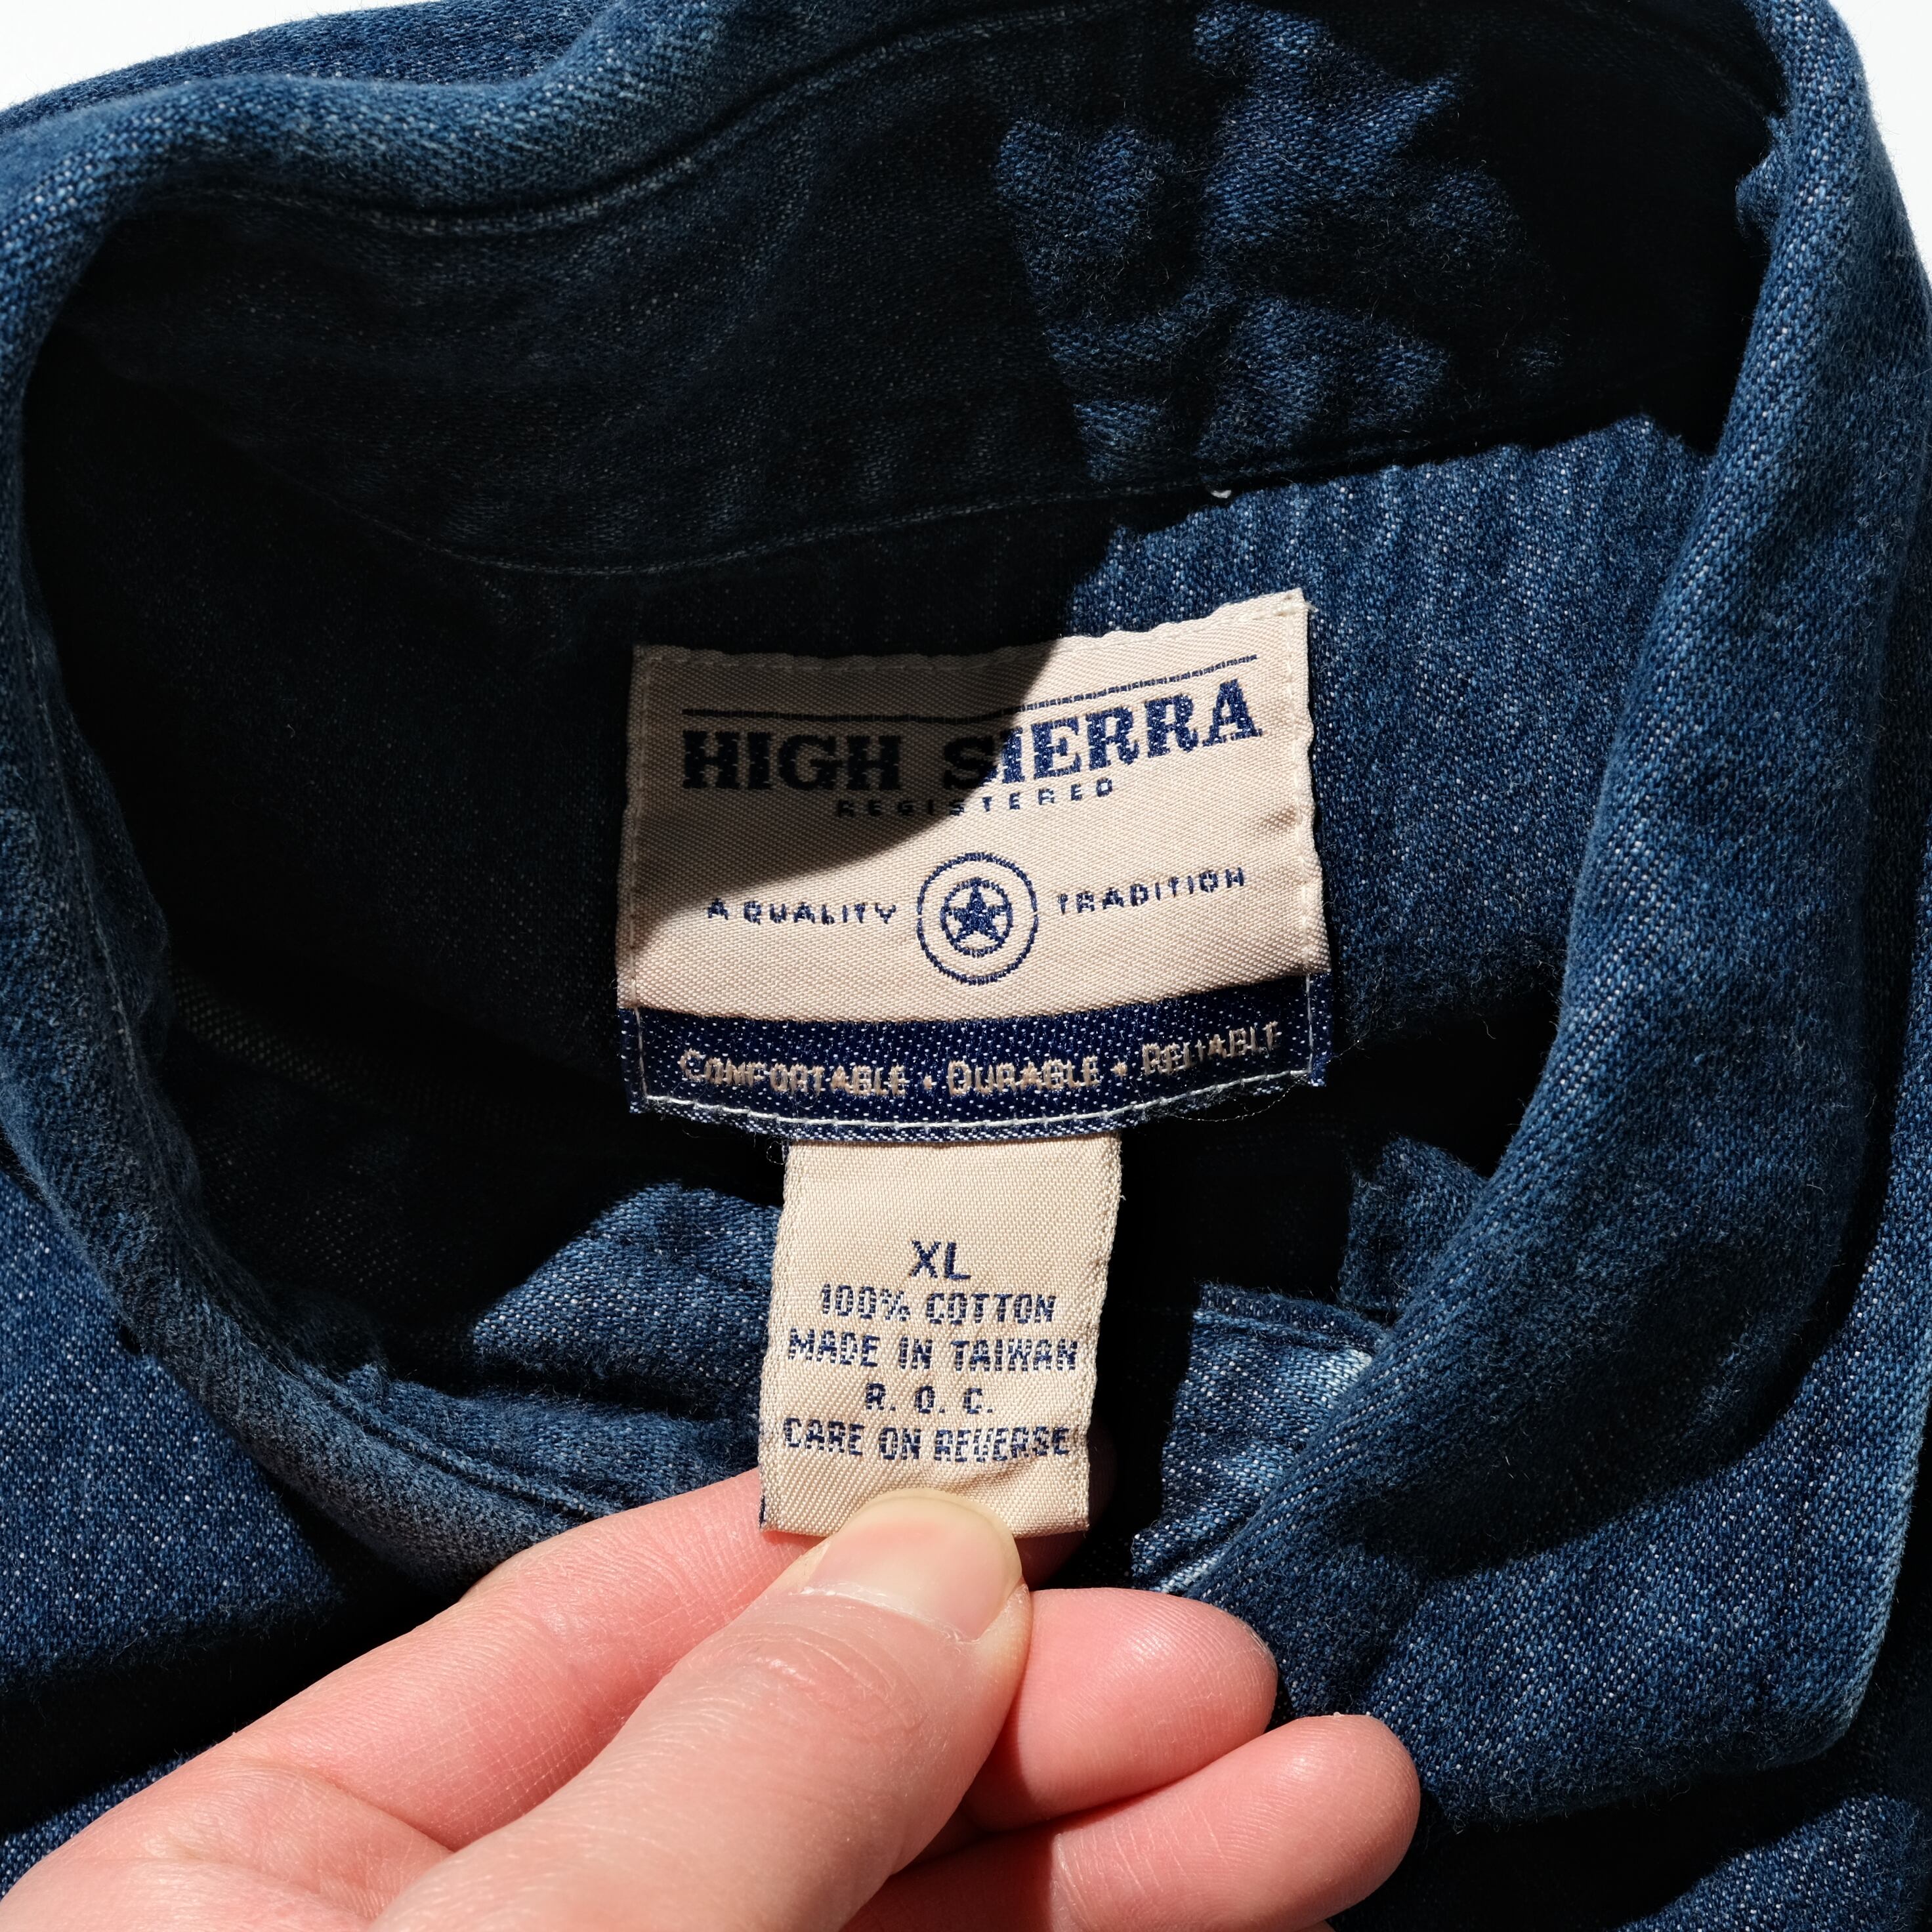 HIGH SIERRA
REGISTERED
A QUALITY TRADITION
COMFORTABLE • DURABLE • RELIABLE
XL
100% COTTON
MADE IN TAIWAN
R. O. C.
CARE ON REVERSE